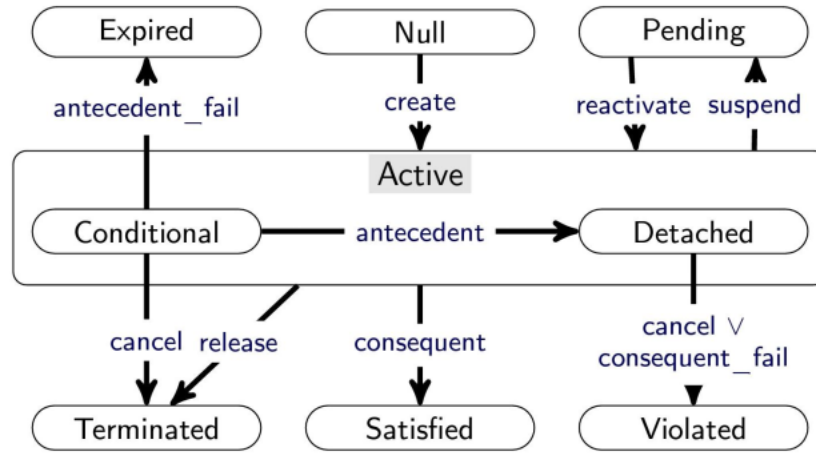 Expired
Null
Pending
antecedent_fail
create
reactivate
suspend
Active
Conditional
antecedent
Detached
cancel
release
consequent
cancel ∨
consequent_fail
Terminated
Satisfied
Violated